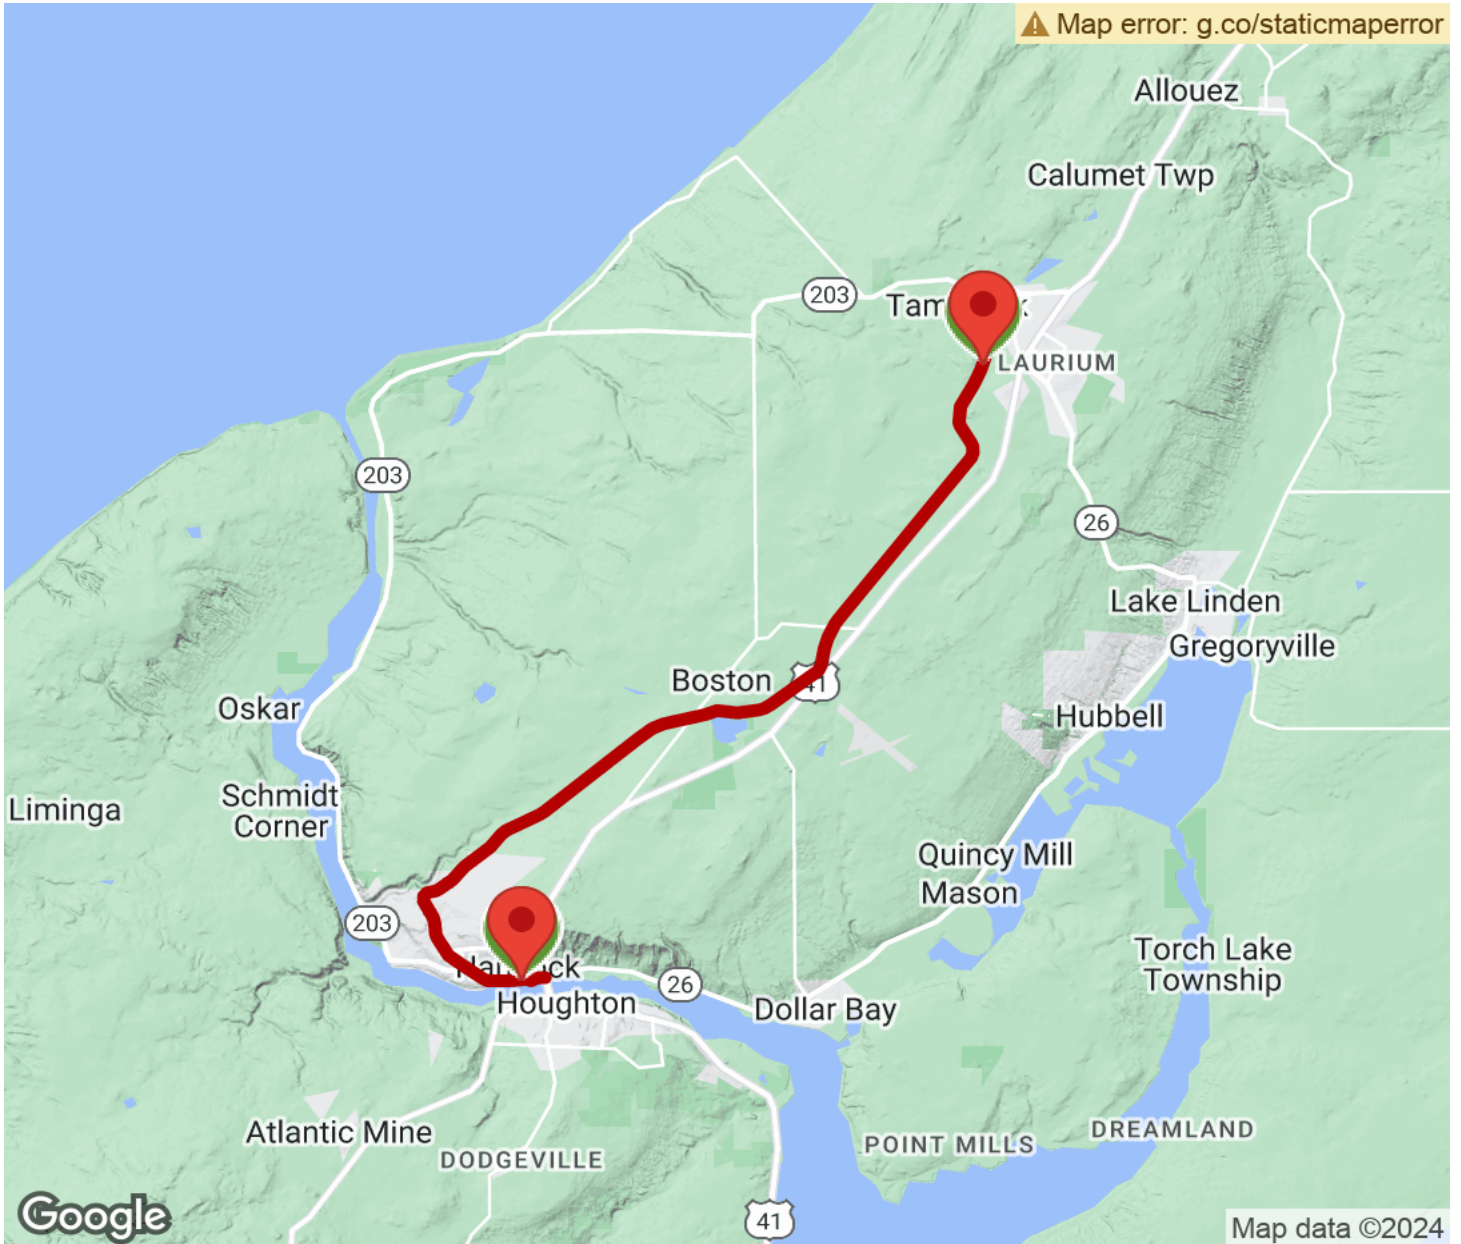 Map error: g.co/staticmaperror
Allouez
Calumet Twp
203
LAURIUM
203
26
Lake Linden
Gregoryville
Boston
41
Oskar
Hubbell
Schmidt
Corner
Liminga
Quincy Mill
Mason
203
Torch Lake
Township
26
Houghton
Dollar Bay
Atlantic Mine
DODGEVILLE
POINT MILLS
DREAMLAND
41
Google
Map data ©2024